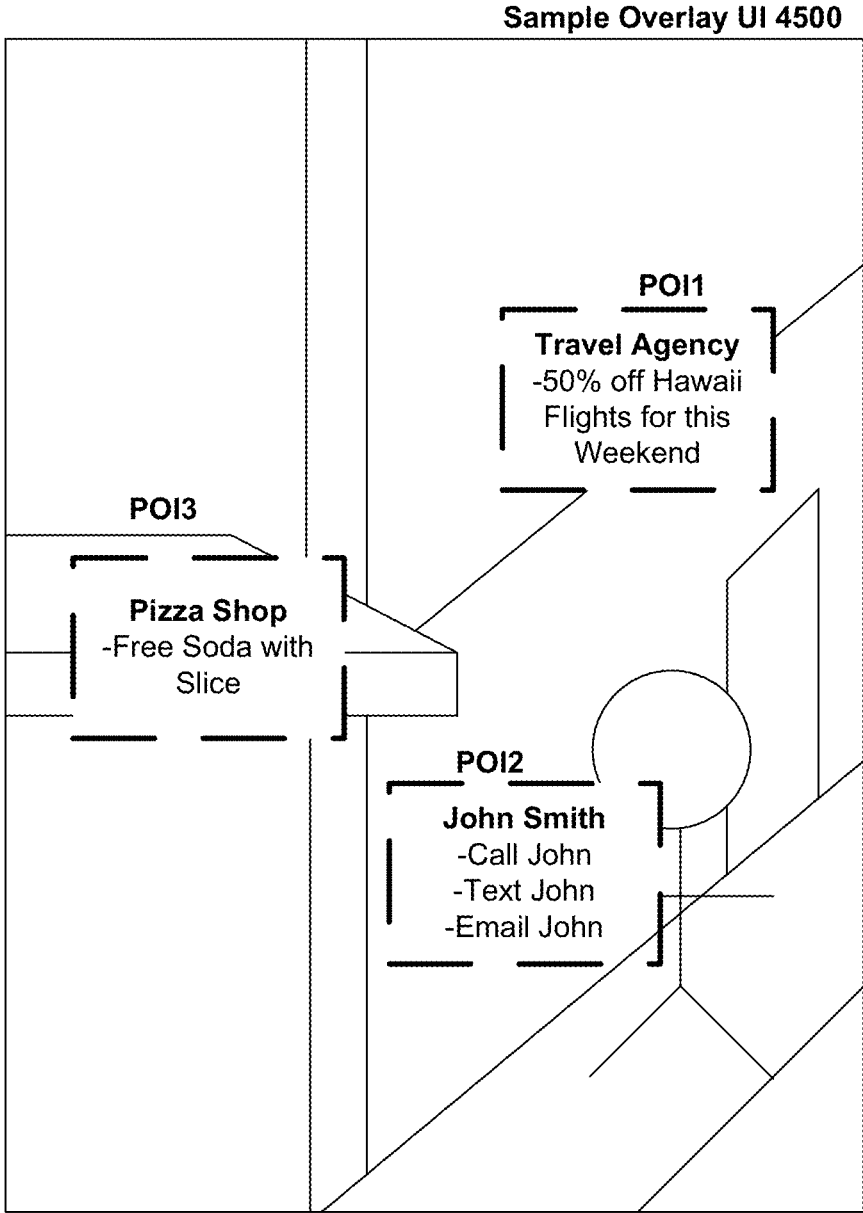 Sample Overlay UI 4500
POI1
Travel Agency
-50% off Hawaii
Flights for this
Weekend
POI3
Pizza Shop
-Free Soda with
Slice
POI2
John Smith
-Call John
-Text John
-Email John